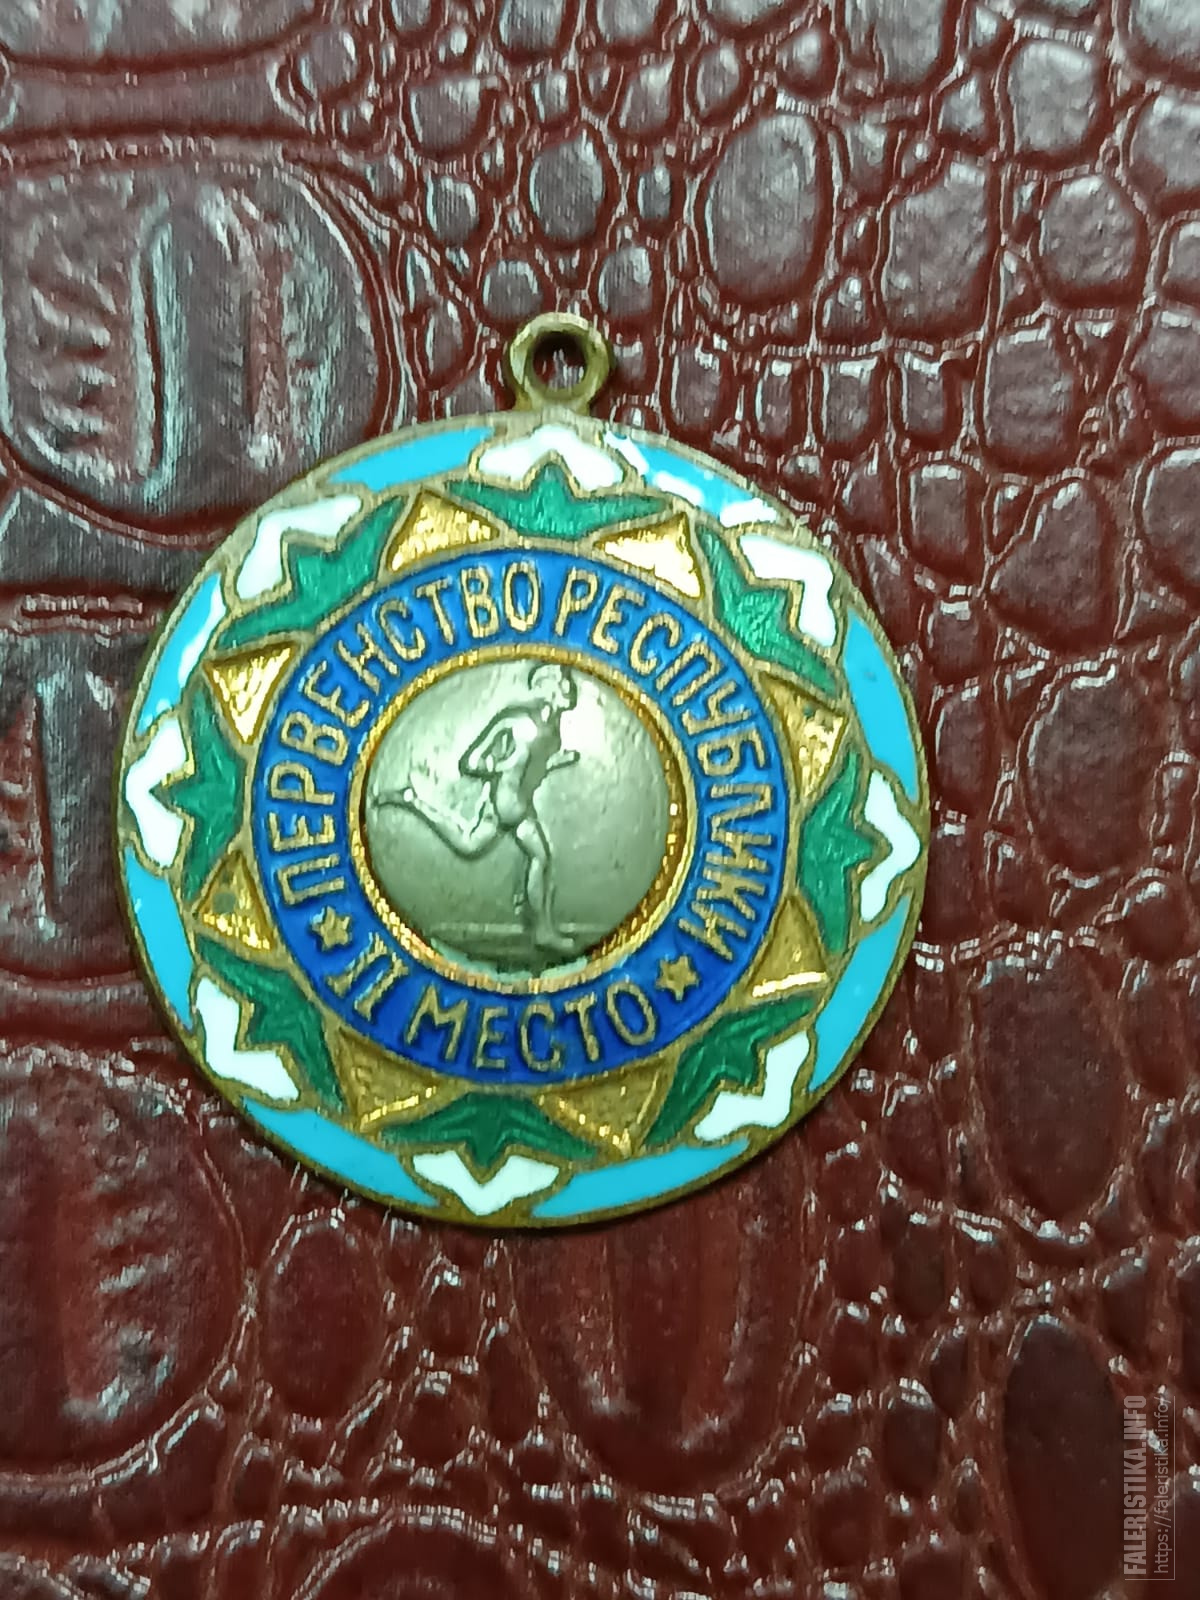 ПЕРВЕНСТВО РЕСПУБЛИКИ
II МЕСТО
FALERISTIKA.INFO
https://faleristika.info/